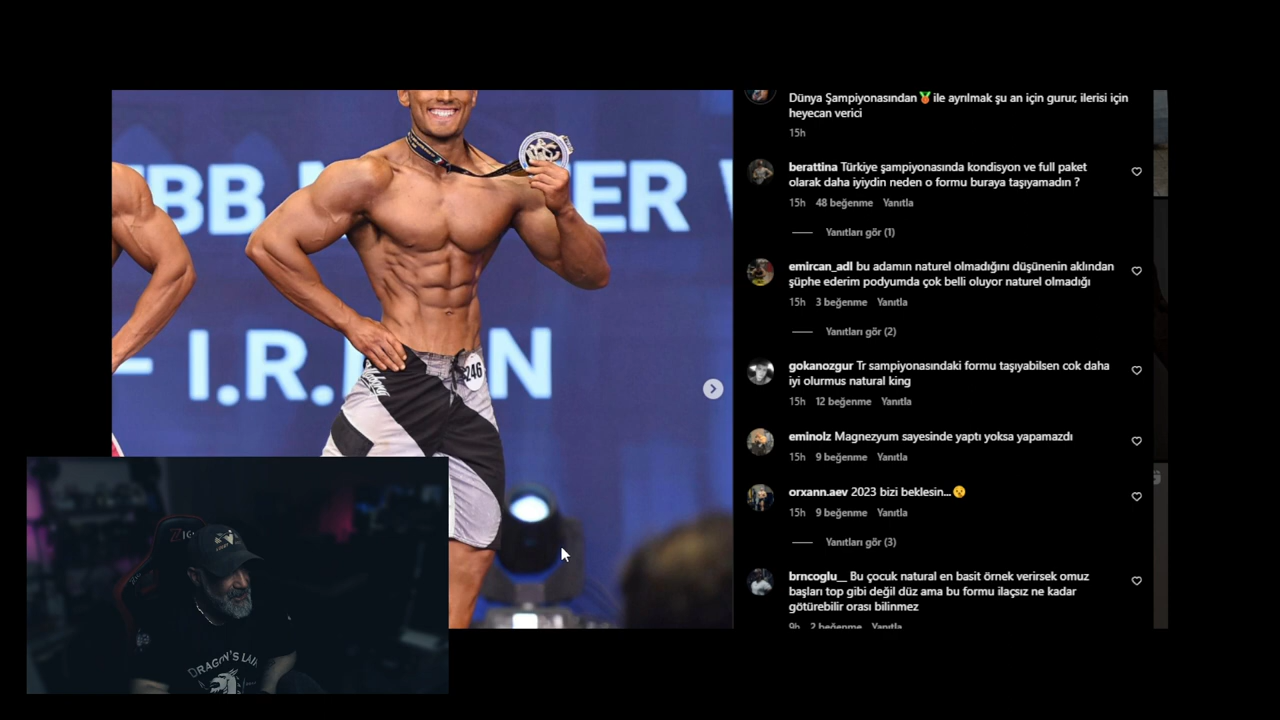 Dünya Şampiyonasından🏅ile ayrılmak şu an için gurur, ilerisi için
heyecan verici
15h
berattina Türkiye şampiyonasında kondisyon ve full paket
olarak daha iyiydin neden o formu buraya taşıyamadın ?
15h 48 beğenme Yanıtla
Yanıtları gör (1)
emircan_adl bu adamın naturel olmadığını düşünenin aklından
şüphe ederim podyumda çok belli oluyor naturel olmadığı
15h 3 beğenme Yanıtla
Yanıtları gör (2)
gokanozgur Tr sampiyonasındaki formu taşıyabilsen cok daha
iyi olurmus natural king
15h 12 beğenme Yanıtla
eminolz Magnezyum sayesinde yaptı yoksa yapamazdı
15h 9 beğenme Yanıtla
orxann.aev 2023 bizi beklesin...😯
15h 9 beğenme Yanıtla
Yanıtları gör (3)
brncoglu__ Bu çocuk natural en basit örnek verirsek omuz
başları top gibi değil düz ama bu formu ilaçsız ne kadar
götürebilir orası bilinmez
9h 2 beğenme Yanıtla
BB
ER
I.R.
N
246
DRAGON'S LAIR